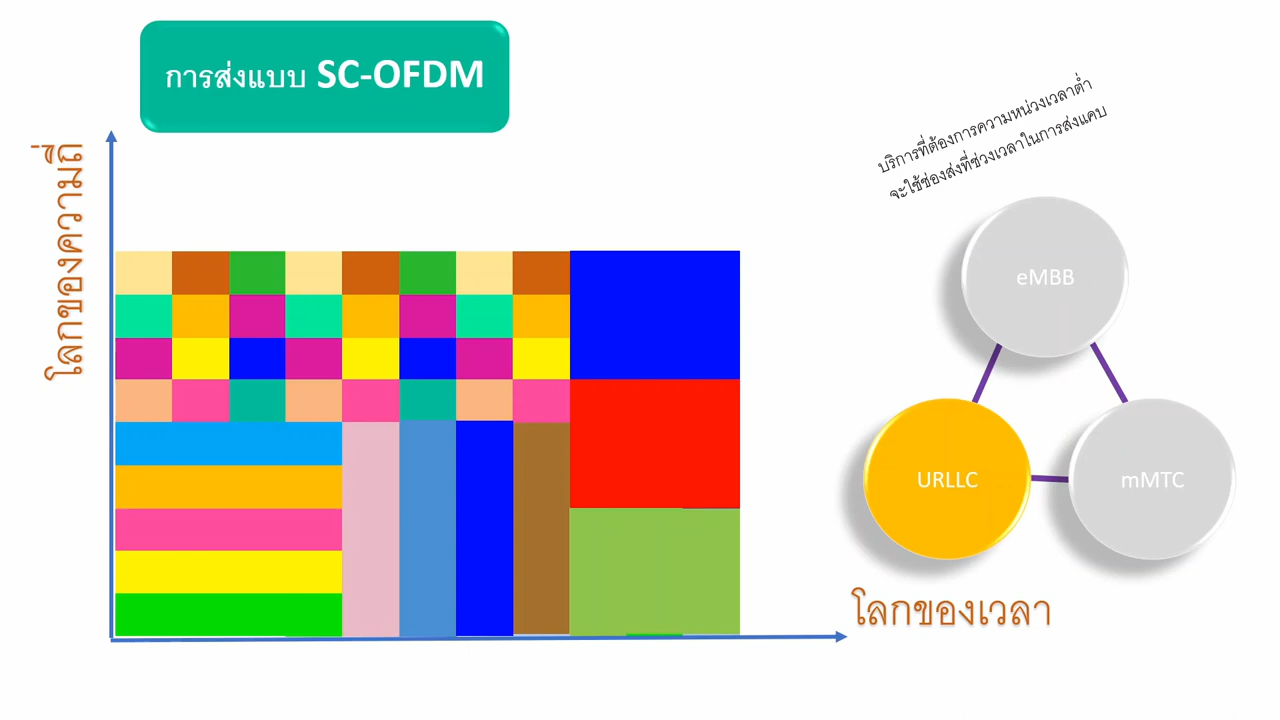 การส่งแบบ SC-OFDM
โลกของความถี่
บริการที่ต้องการความหน่วงเวลาต่ำ
จะใช้ช่องส่งที่ช่วงเวลาในการส่งแคบ
eMBB
URLLC
mMTC
โลกของเวลา